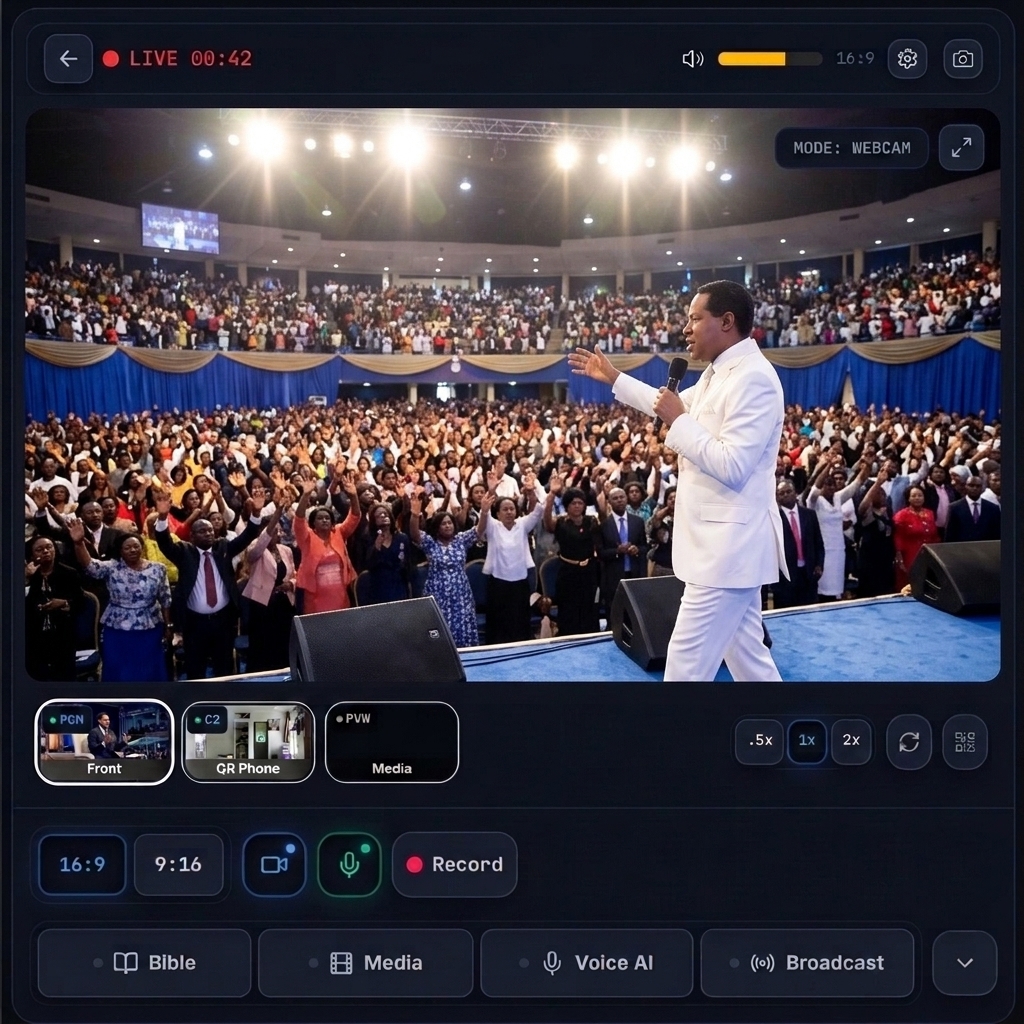 LIVE 00:42
16:9
MODE: WEBCAM
PGN
Front
C2
QR Phone
PVW
Media
.5x
1x
2x
16:9
9:16
Record
Bible
Media
Voice AI
Broadcast